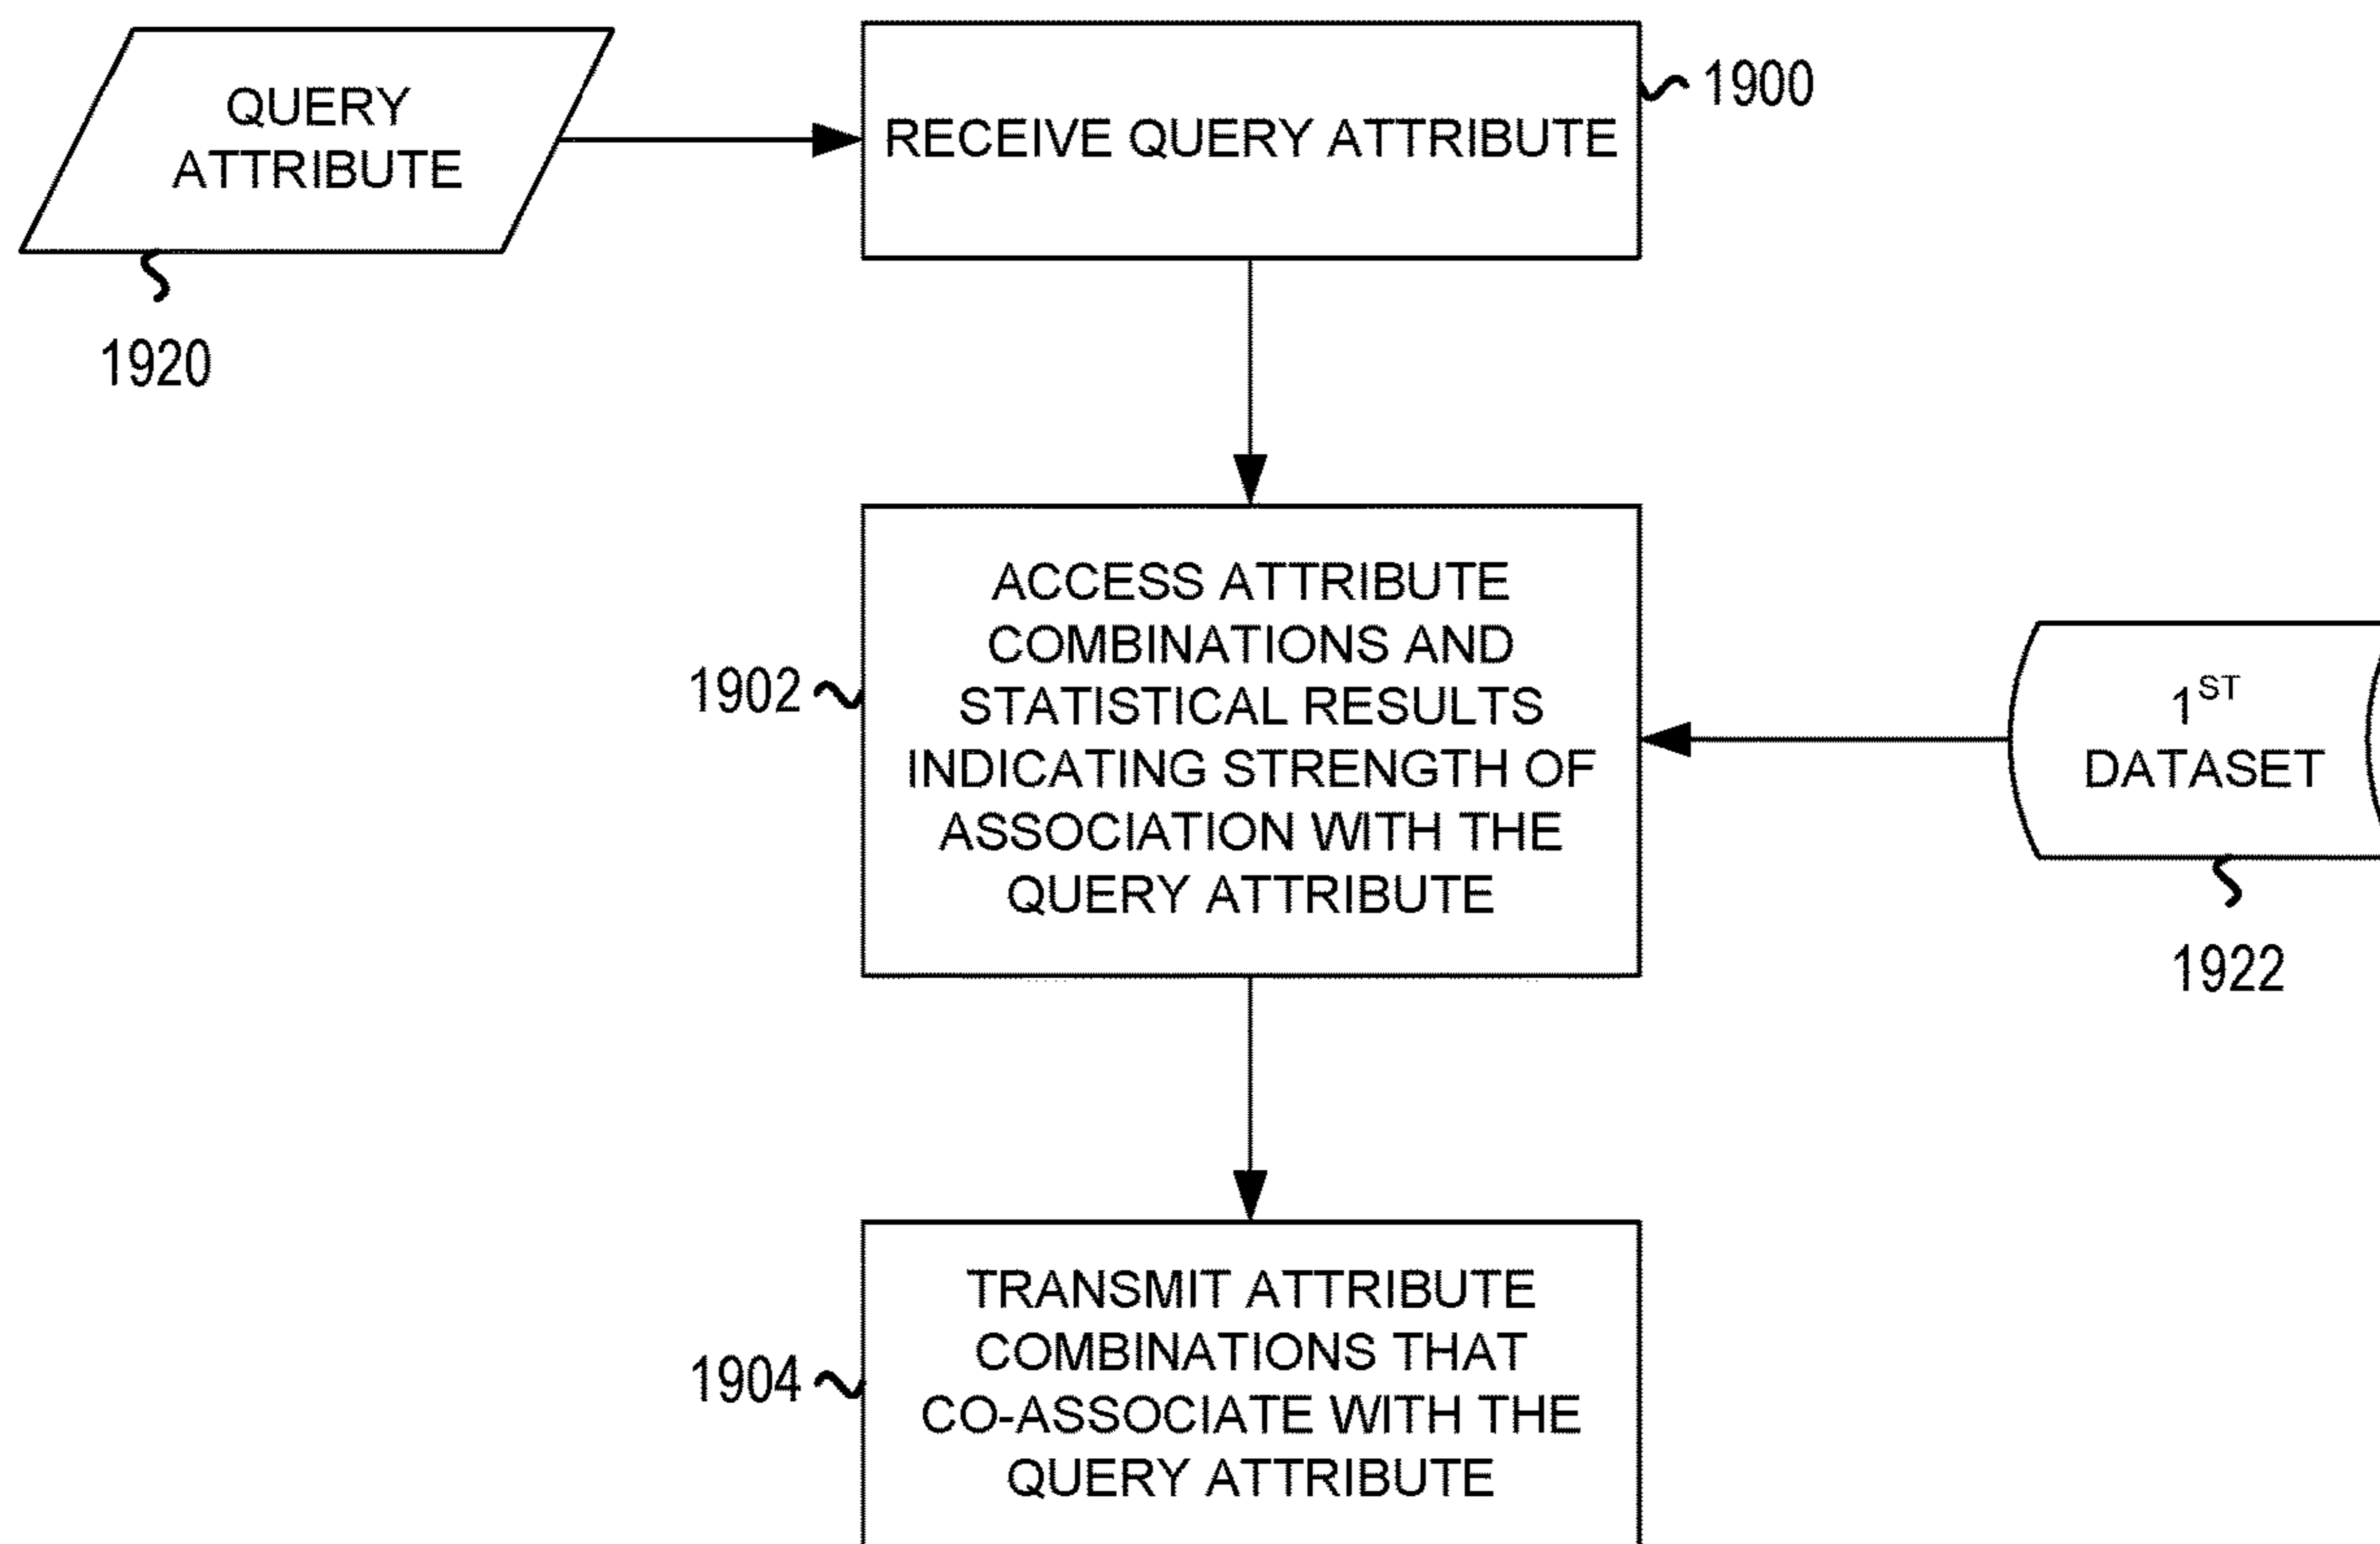 QUERY
ATTRIBUTE
1920
RECEIVE QUERY ATTRIBUTE
1900
ACCESS ATTRIBUTE
COMBINATIONS AND
STATISTICAL RESULTS
INDICATING STRENGTH OF
ASSOCIATION WITH THE
QUERY ATTRIBUTE
1902
1ST
DATASET
1922
TRANSMIT ATTRIBUTE
COMBINATIONS THAT
CO-ASSOCIATE WITH THE
QUERY ATTRIBUTE
1904